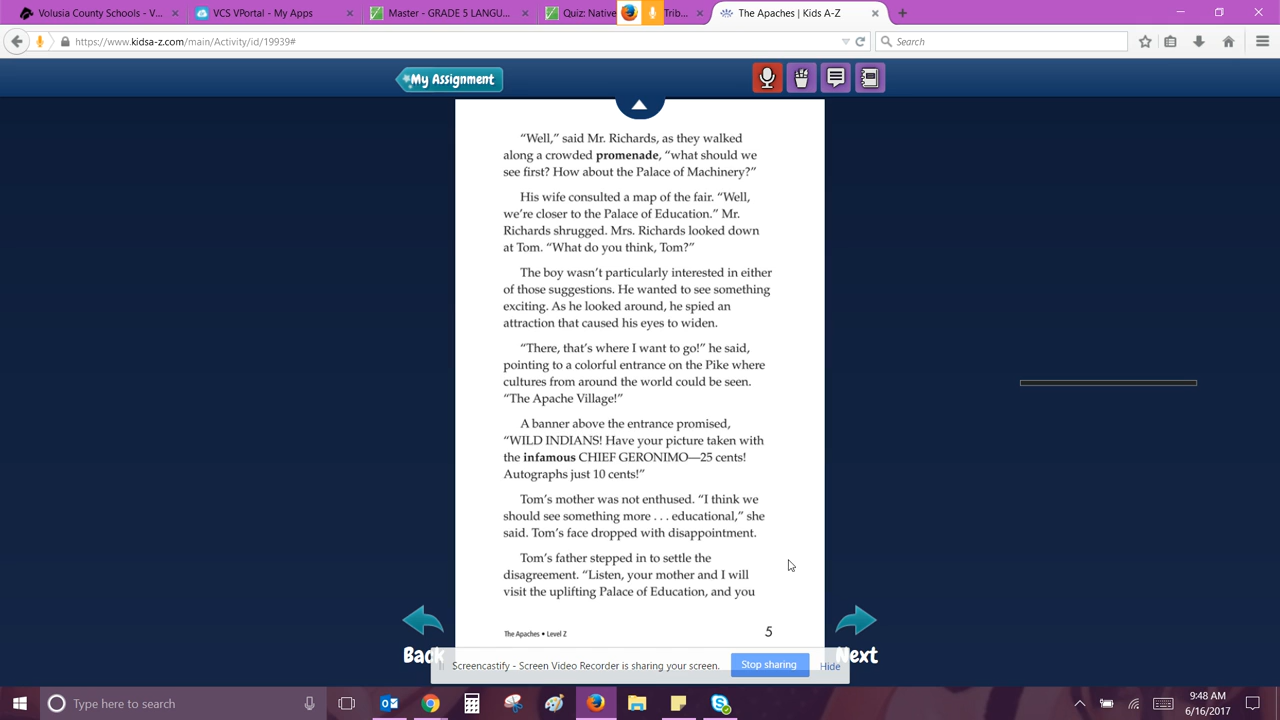 Volusia County Schools - V...
VCS VPortal - My Apps
Master - GRADE 5 LANGU...
Quiz: Native
Trib...
The Apaches | Kids A-Z
https://www.kidsa-z.com/main/Activity/id/19939#
Search
My Assignment
“Well,” said Mr. Richards, as they walked
along a crowded promenade, “what should we
see first? How about the Palace of Machinery?”
His wife consulted a map of the fair. “Well,
we’re closer to the Palace of Education.” Mr.
Richards shrugged. Mrs. Richards looked down
at Tom. “What do you think, Tom?”
The boy wasn’t particularly interested in either
of those suggestions. He wanted to see something
exciting. As he looked around, he spied an
attraction that caused his eyes to widen.
“There, that’s where I want to go!” he said,
pointing to a colorful entrance on the Pike where
cultures from around the world could be seen.
“The Apache Village!”
A banner above the entrance promised,
“WILD INDIANS! Have your picture taken with
the infamous CHIEF GERONIMO—25 cents!
Autographs just 10 cents!”
Tom’s mother was not enthused. “I think we
should see something more . . . educational,” she
said. Tom’s face dropped with disappointment.
Tom’s father stepped in to settle the
disagreement. “Listen, your mother and I will
visit the uplifting Palace of Education, and you
The Apaches • Level Z
5
Back
Next
Screencastify - Screen Video Recorder is sharing your screen.
Stop sharing
Hide
Type here to search
9:48 AM
6/16/2017